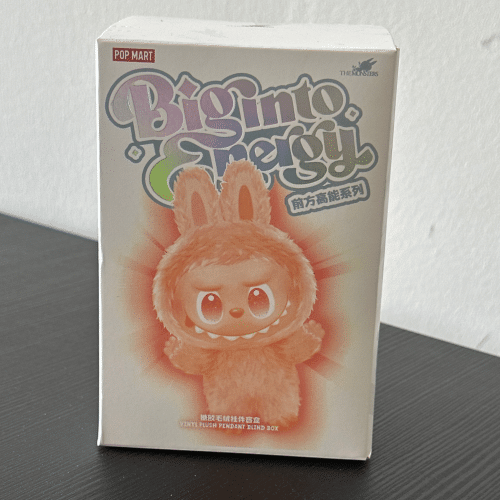 POP MART
THE MONSTERS
Big into
Energy
前方高能系列
搪胶毛绒挂件盲盒
VINYL PLUSH PENDANT BLIND BOX